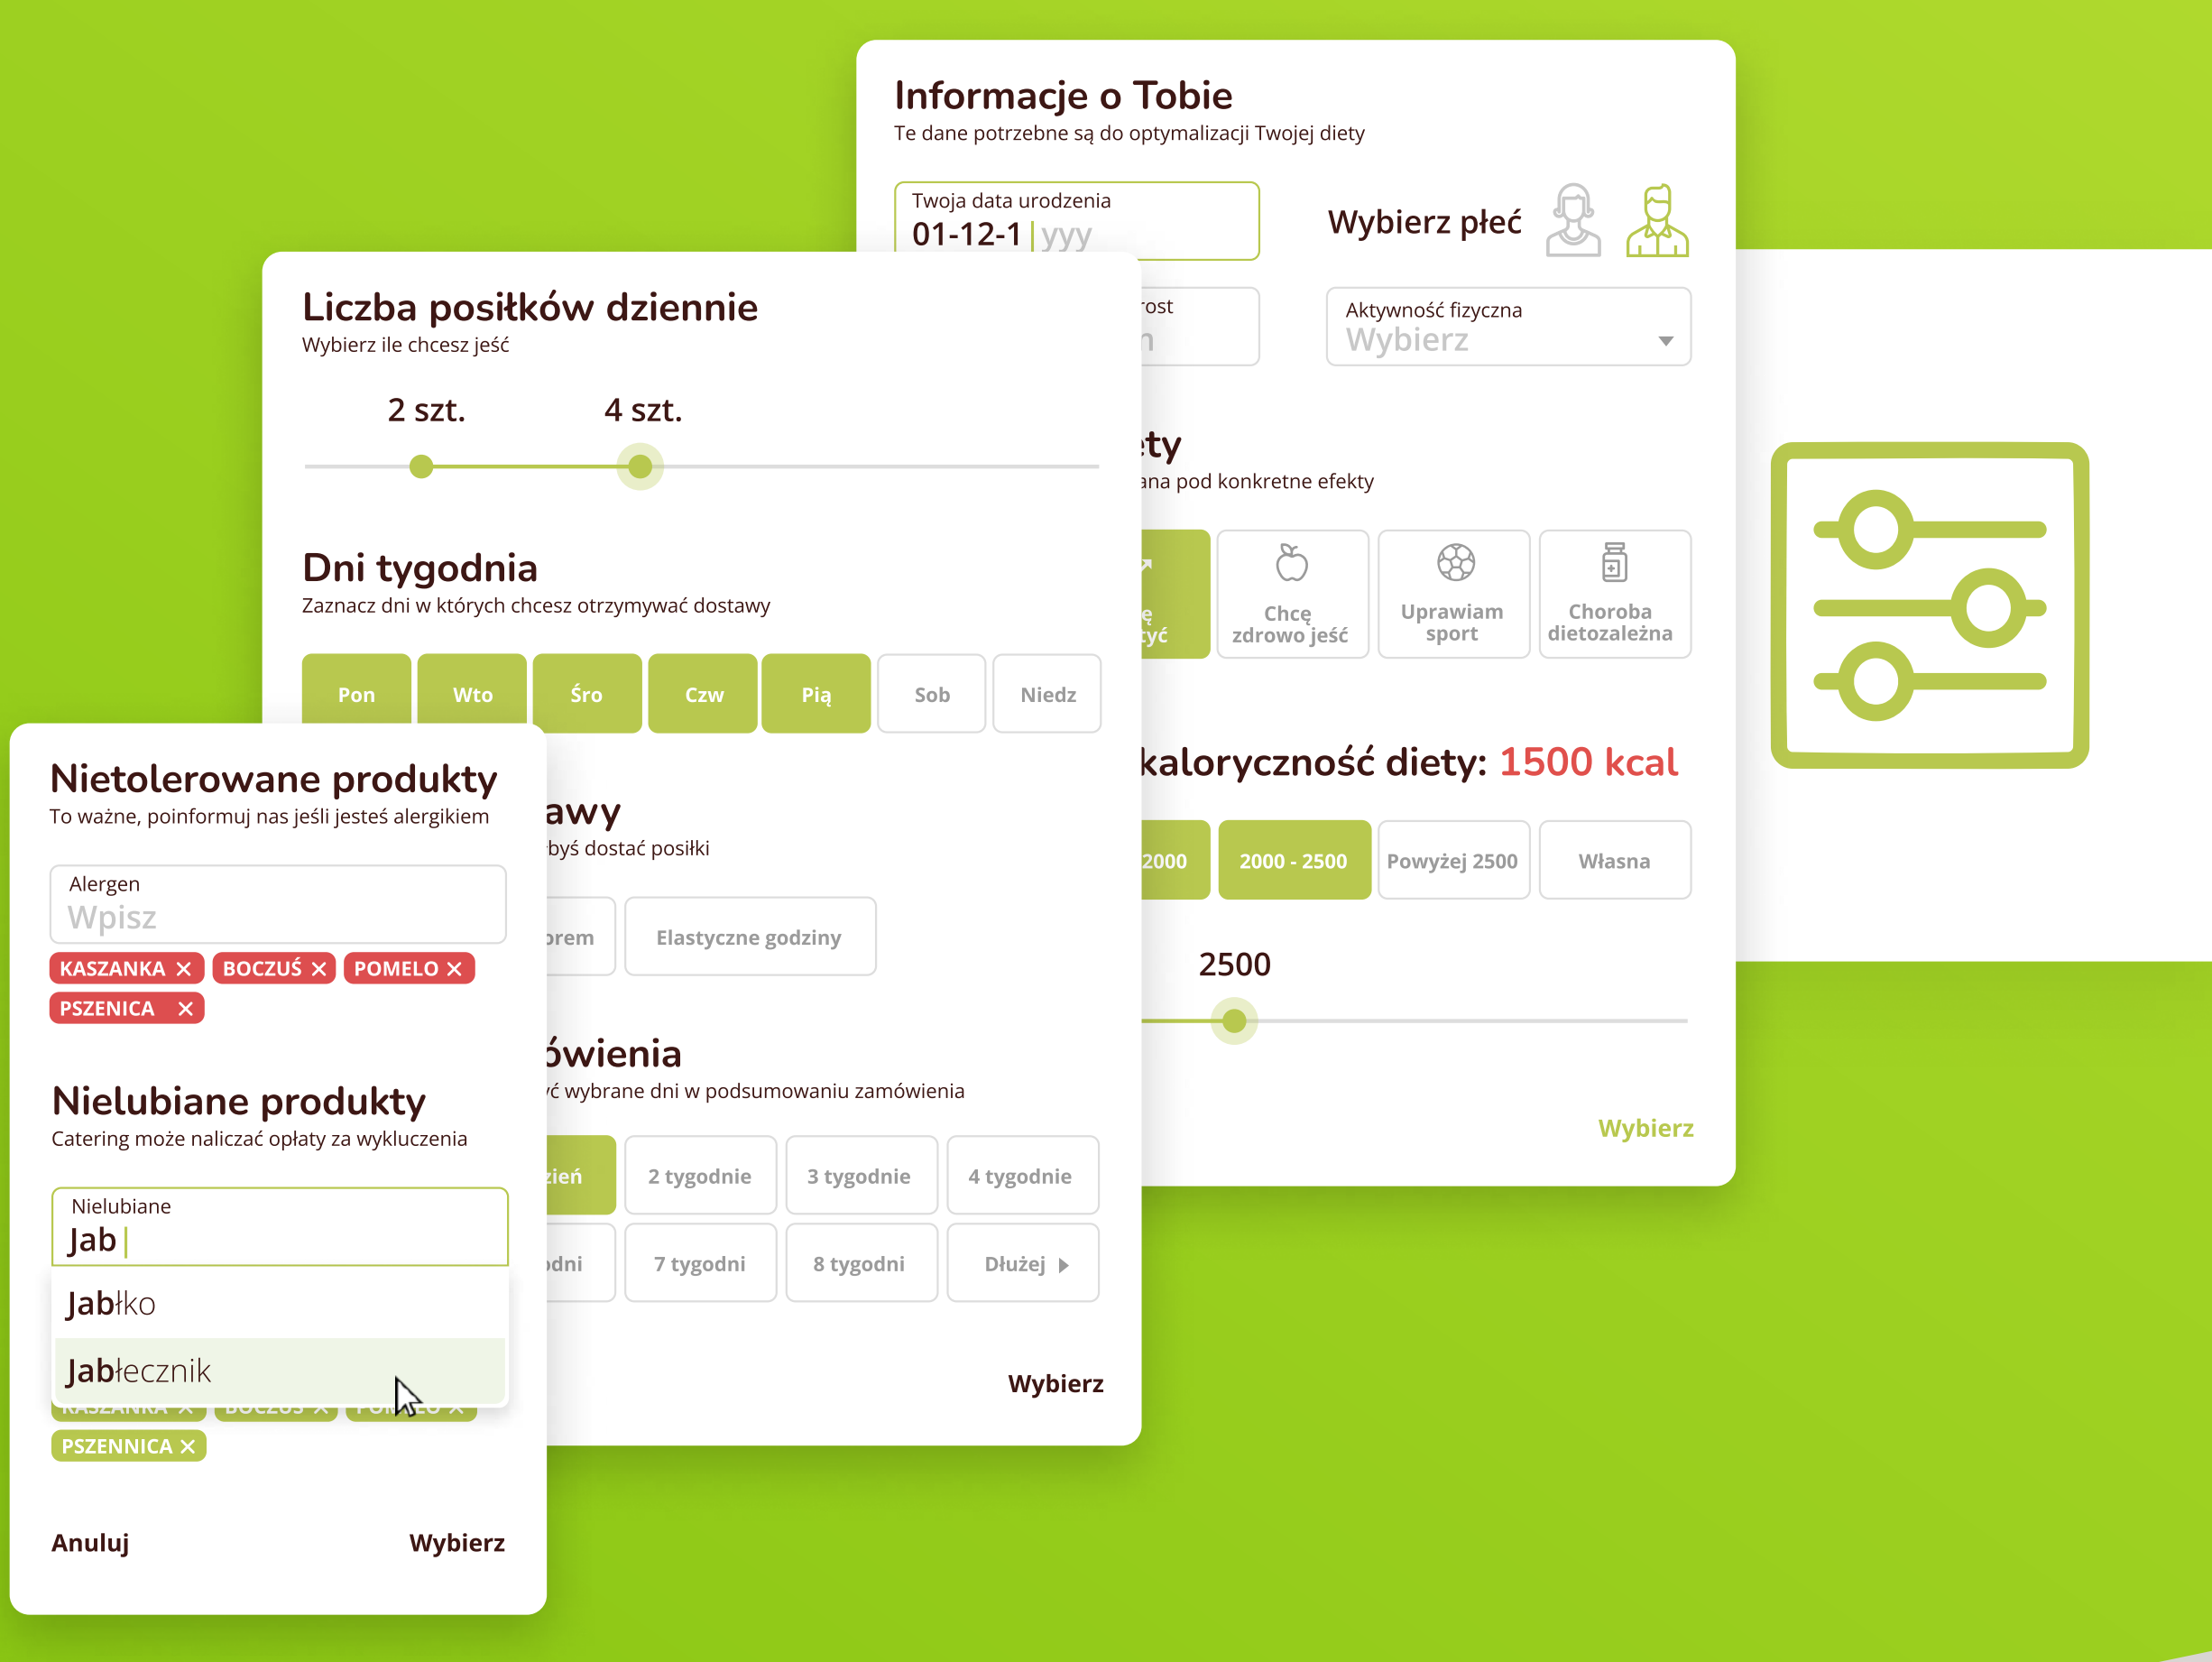 Informacje o Tobie
Te dane potrzebne są do optymalizacji Twojej diety
Twoja data urodzenia
01-12-1 yyy
Wybierz płeć
Aktywność fizyczna
Wybierz
pod konkretne efekty
Chcę
zdrowo jeść
Uprawiam
sport
Choroba
dietozależna
kaloryczność diety: 1500 kcal
2000
2000 - 2500
Powyżej 2500
Własna
2500
Wybierz
Liczba posiłków dziennie
Wybierz ile chcesz jeść
2 szt.
4 szt.
Dni tygodnia
Zaznacz dni w których chcesz otrzymywać dostawy
Pon
Wto
Śro
Czw
Pią
Sob
Niedz
dostać posiłki
Elastyczne godziny
wybrane dni w podsumowaniu zamówienia
2 tygodnie
3 tygodnie
4 tygodnie
7 tygodni
8 tygodni
Dłużej
Wybierz
Nietolerowane produkty
To ważne, poinformuj nas jeśli jesteś alergikiem
Alergen
Wpisz
KASZANKA
BOCZUŚ
POMELO
PSZENICA
Nielubiane produkty
Catering może naliczać opłaty za wykluczenia
Nielubiane
Jab
Jabłko
Jabłecznik
PSZENNICA
Anuluj
Wybierz